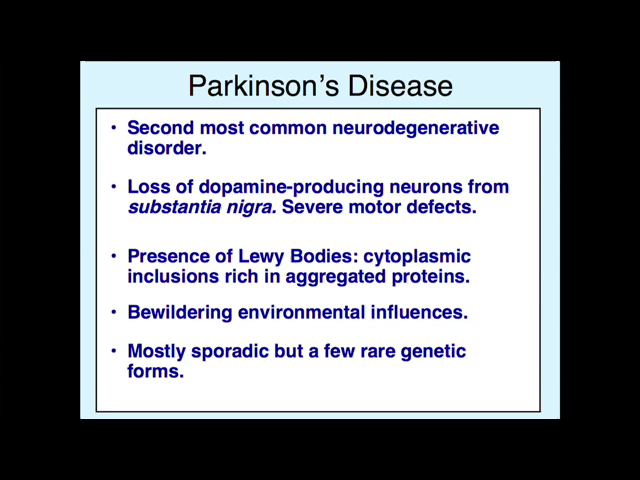 Parkinson's Disease
• Second most common neurodegenerative
disorder.
• Loss of dopamine-producing neurons from
substantia nigra. Severe motor defects.
• Presence of Lewy Bodies: cytoplasmic
inclusions rich in aggregated proteins.
• Bewildering environmental influences.
• Mostly sporadic but a few rare genetic
forms.